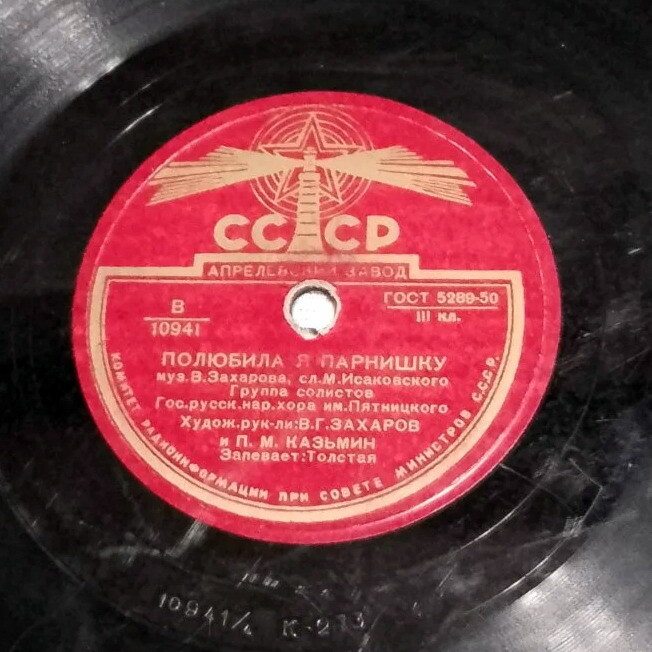 СССР
АПРЕЛЕВСКИЙ ЗАВОД
В
10941
ГОСТ 5289-50
III кл.
ПОЛЮБИЛА Я ПАРНИШКУ
муз.В.Захарова, сл.М.Исаковского
Группа солистов
Гос.русск.нар.хора им.Пятницкого
Худож.рук-ли:В.Г.ЗАХАРОВ
и П.М.КАЗЬМИН
Запевает:Толстая
КОМИТЕТ РАДИОИНФОРМАЦИИ ПРИ СОВЕТЕ МИНИСТРОВ С.С.С.Р.
10941/4